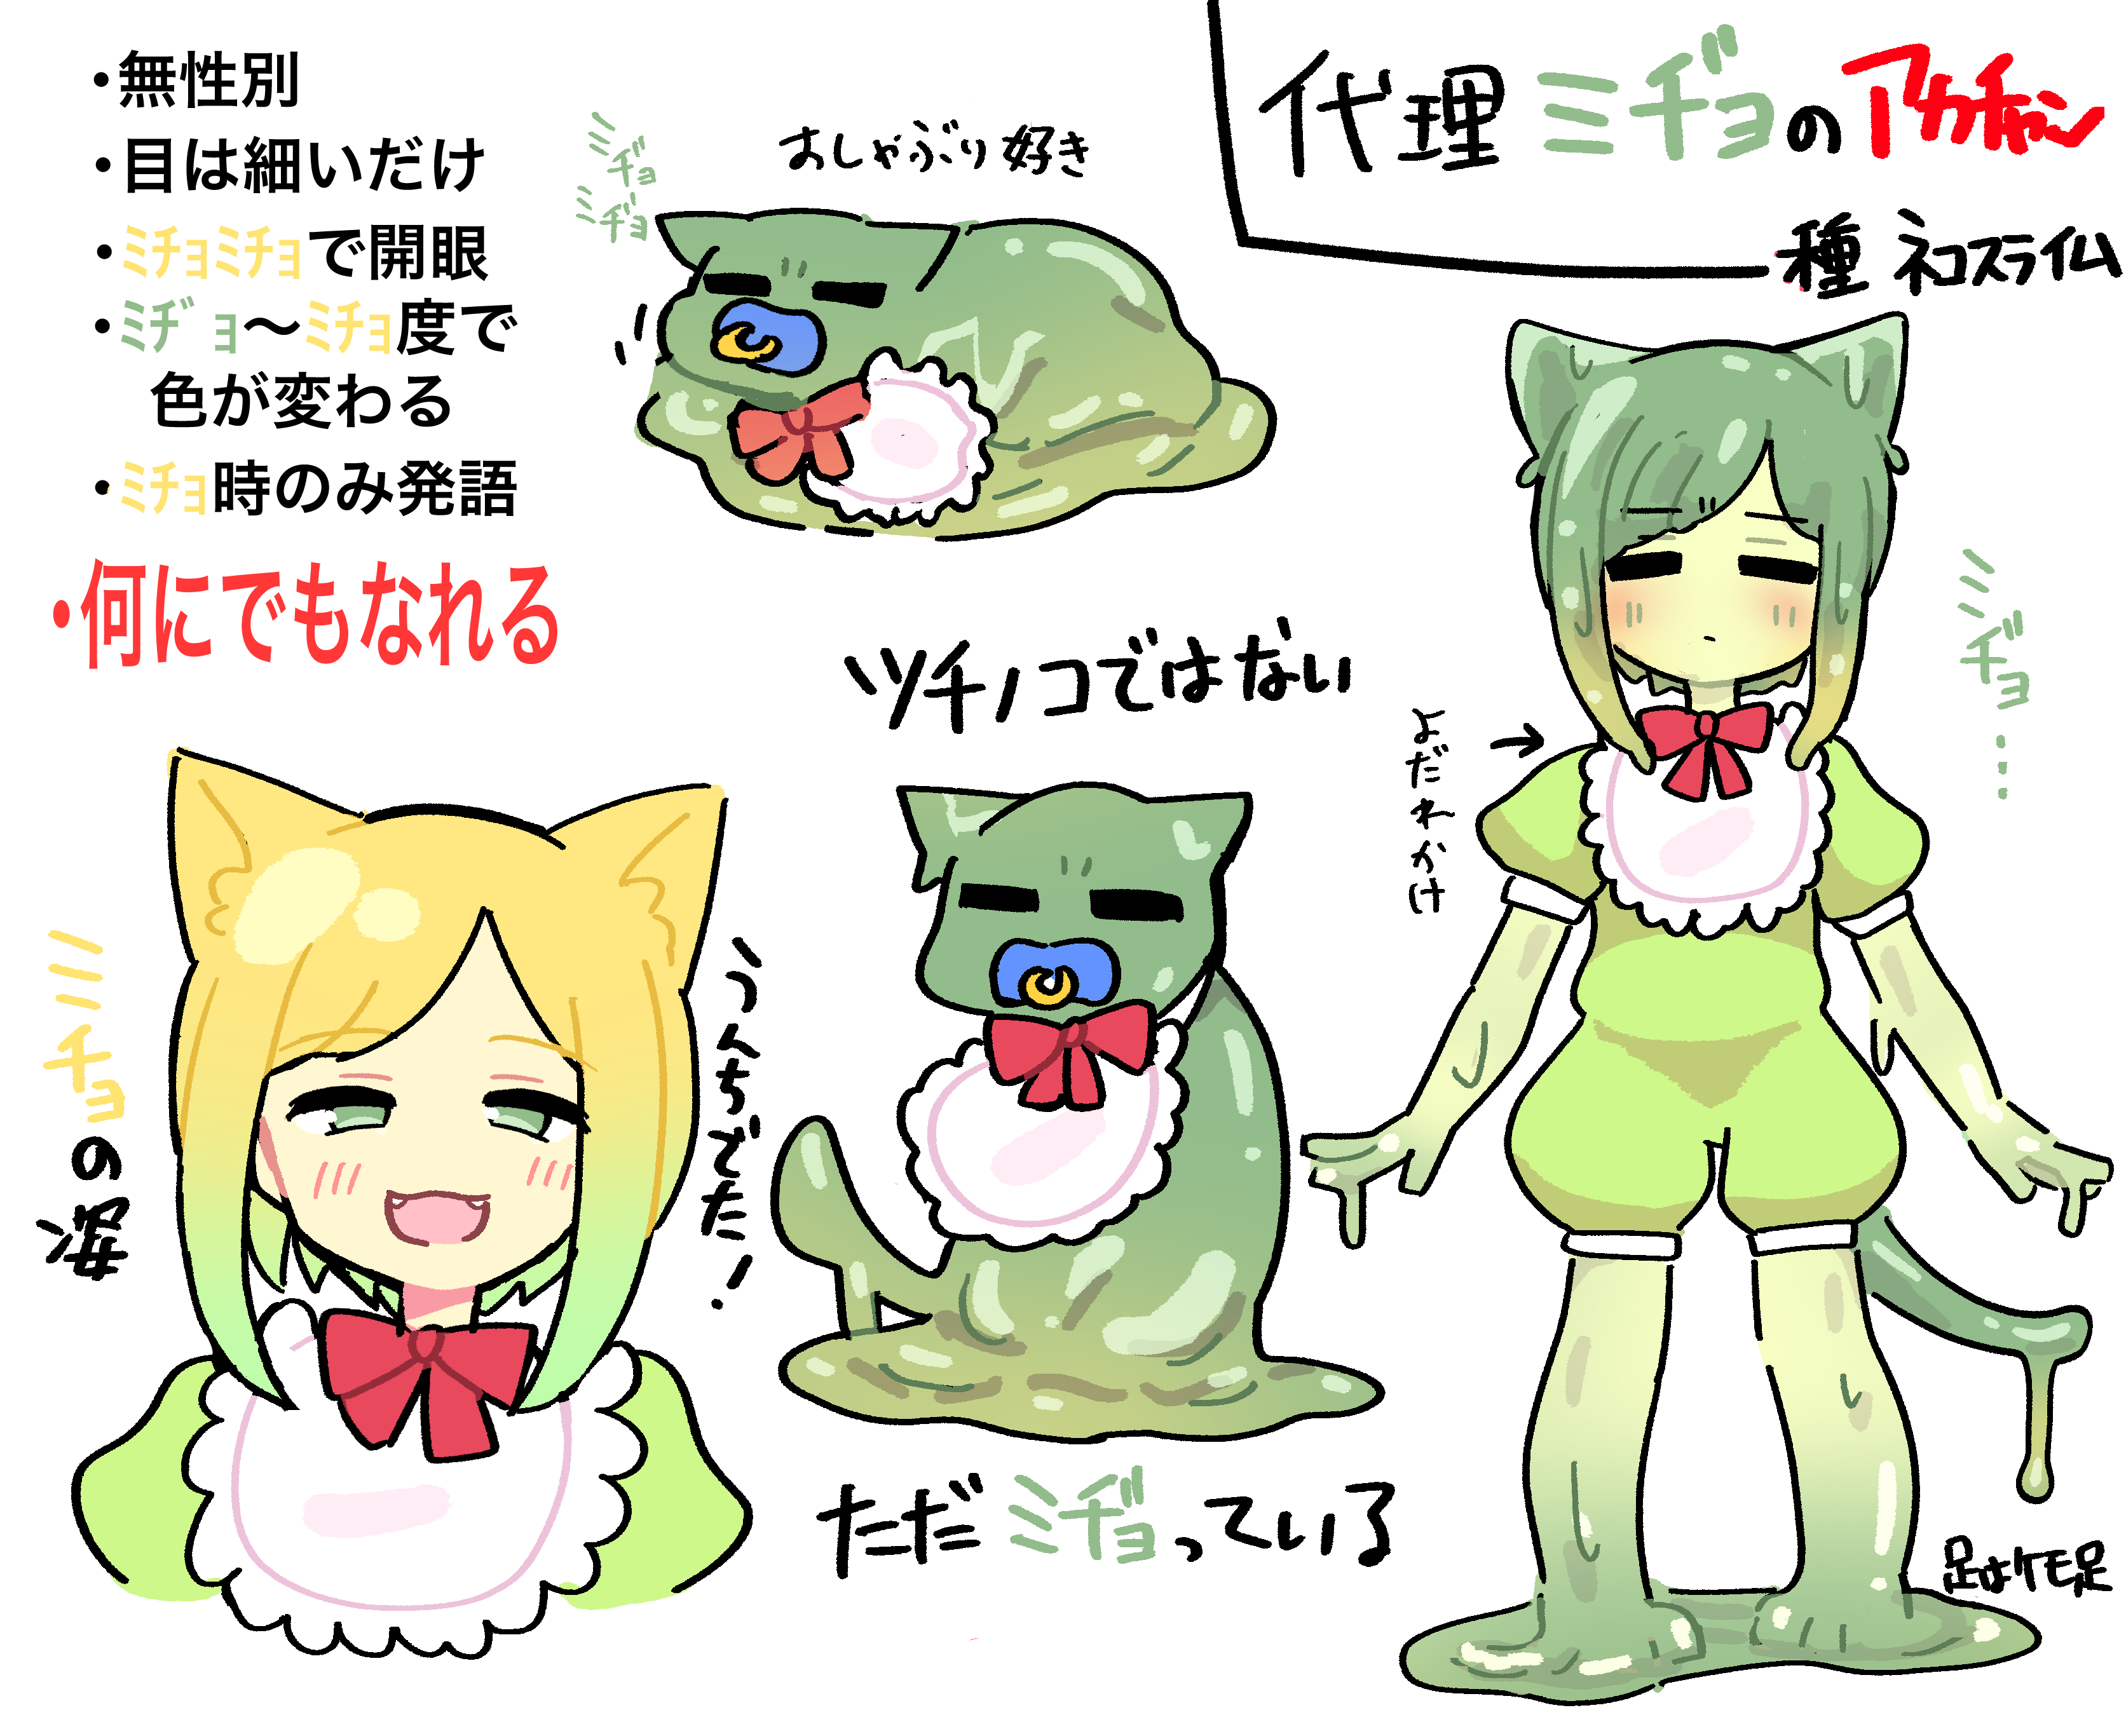 ・無性別
・目は細いだけ
・ﾐﾁｮﾐﾁｮで開眼
・ﾐﾁﾞｮ～ﾐﾁｮ度で
色が変わる
・ﾐﾁｮ時のみ発語
・何にでもなれる
ミヂョ
ミヂョ
おしゃぶり好き
代理ミヂョのアカチャン
種 ネコスライム
ツチノコではない
ミヂョ…
よだれかけ
→
ミチョの姿
うんちでた！
ただミヂョっている
足はケモ足